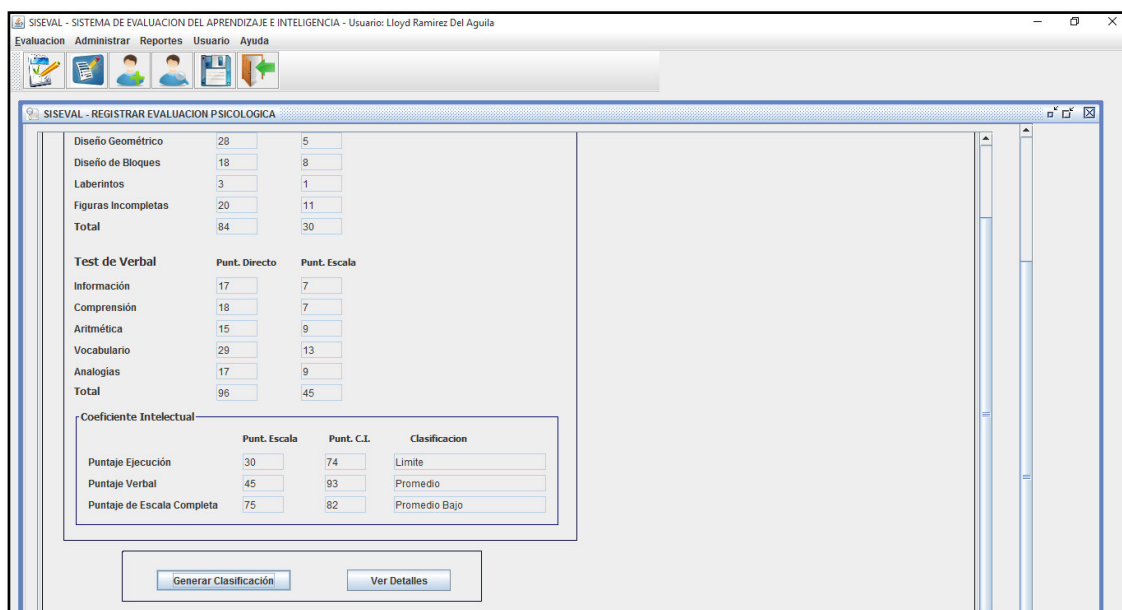 SISEVAL - SISTEMA DE EVALUACION DEL APRENDIZAJE E INTELIGENCIA - Usuario: Lloyd Ramirez Del Aguila
Evaluacion Administrar Reportes Usuario Ayuda
SISEVAL - REGISTRAR EVALUACION PSICOLOGICA
Diseño Geométrico 28 5
Diseño de Bloques 18 8
Laberintos 3 1
Figuras Incompletas 20 11
Total 84 30
Test de Verbal Punt. Directo Punt. Escala
Información 17 7
Comprensión 18 7
Aritmética 15 9
Vocabulario 29 13
Analogías 17 9
Total 96 45
Coeficiente Intelectual
Punt. Escala Punt. C.I. Clasificacion
Puntaje Ejecución 30 74 Limite
Puntaje Verbal 45 93 Promedio
Puntaje de Escala Completa 75 82 Promedio Bajo
Generar Clasificación Ver Detalles